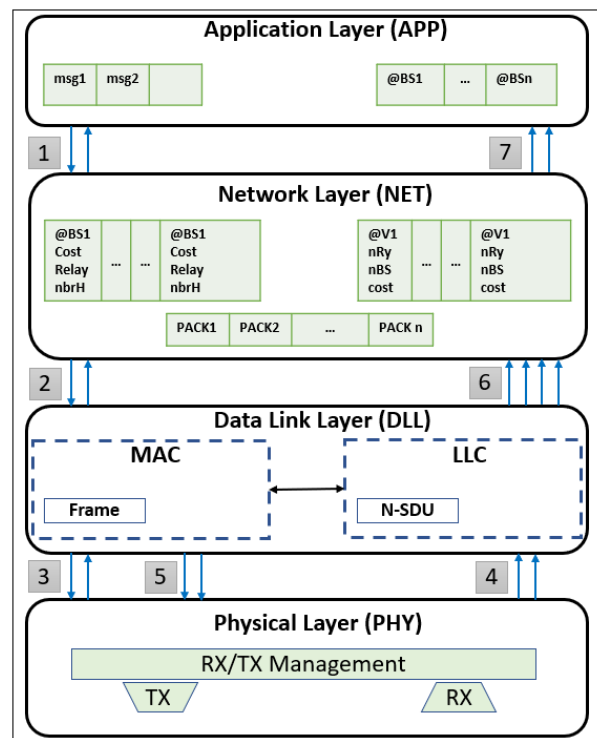 Application Layer (APP)
msg1 msg2
@BS1 ... @BSn
1
7
Network Layer (NET)
@BS1 ... ... @BS1
Cost Cost
Relay Relay
nbrH nbrH
@V1 ... ... @V1
nRy nRy
nBS nBS
cost cost
PACK1 PACK2 ... PACK n
2
6
Data Link Layer (DLL)
MAC
LLC
Frame
N-SDU
3
5
4
Physical Layer (PHY)
RX/TX Management
TX
RX